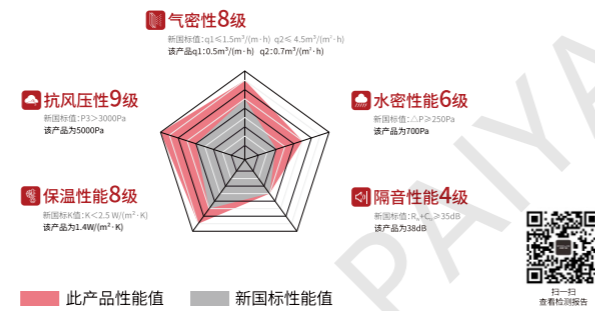 气密性8级
新国标值:q1≤1.5m³/(m·h) q2≤4.5m³/(m²·h)
该产品q1:0.5m³/(m·h) q2:0.7m³/(m²·h)
抗风压性9级
新国标值:P3>3000Pa
该产品为5000Pa
水密性能6级
新国标值:△P≥250Pa
该产品为700Pa
保温性能8级
新国标K值:K<2.5 W/(m²·K)
该产品为1.4W/(m²·K)
隔音性能4级
新国标值:
≥35dB
该产品为38dB
扫一扫
查看检测报告
此产品性能值
新国标性能值
PAIYA